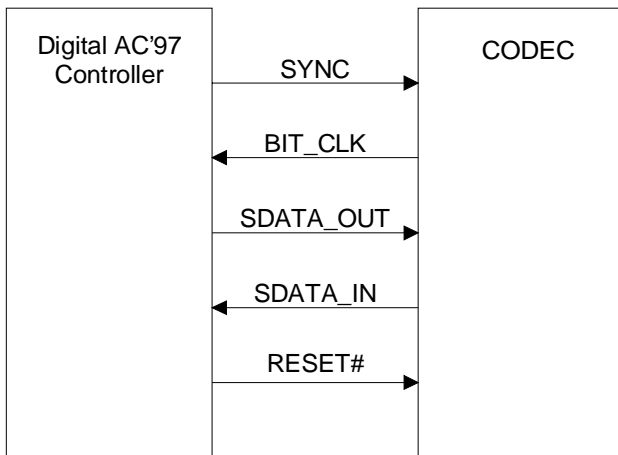 Digital AC'97
Controller
CODEC
SYNC
BIT_CLK
SDATA_OUT
SDATA_IN
RESET#